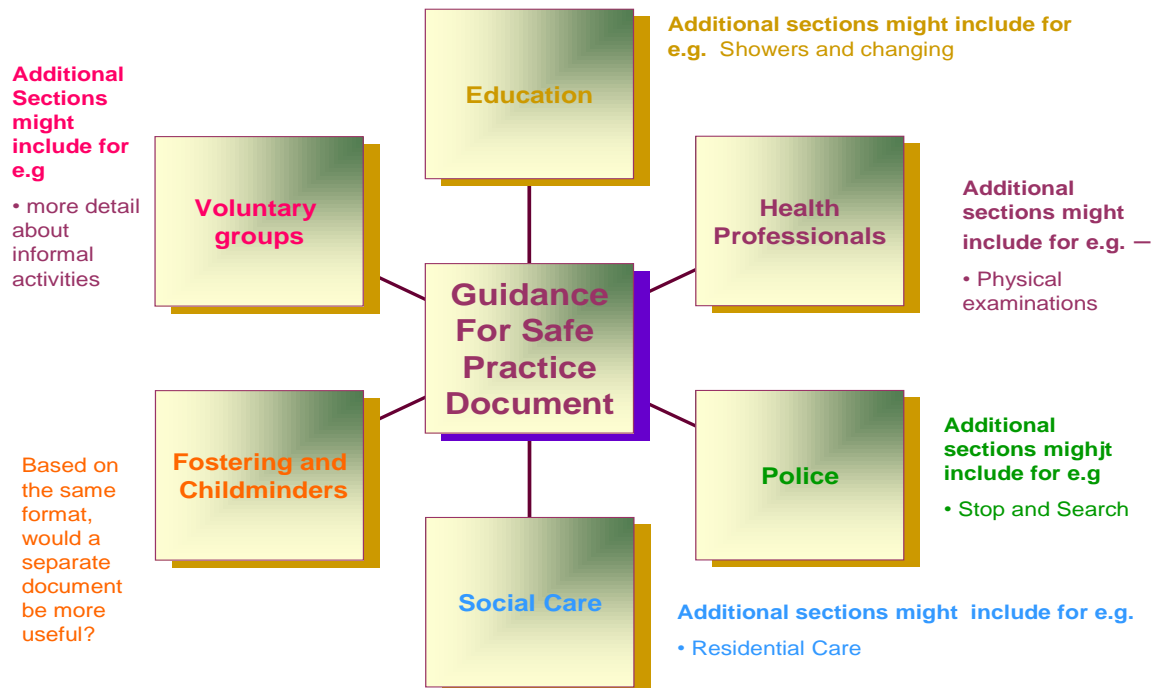 Additional sections might include for
e.g. Showers and changing
Education
Additional
Sections
might
include for
e.g
• more detail
about
informal
activities
Voluntary
groups
Health
Professionals
Additional
sections might
include for e.g. –
• Physical
examinations
Guidance
For Safe
Practice
Document
Fostering and
Childminders
Based on
the same
format,
would a
separate
document
be more
useful?
Police
Additional
sections mighjt
include for e.g
• Stop and Search
Social Care
Additional sections might include for e.g.
• Residential Care